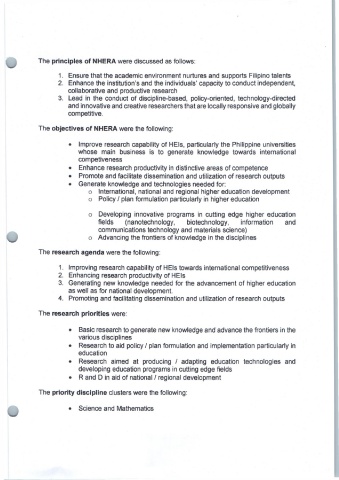 The principles of NHERA were discussed as follows:
1. Ensure that the academic environment nurtures and supports Filipino talents
2. Enhance the institution's and the individuals' capacity to conduct independent,
collaborative and productive research
3. Lead in the conduct of discipline-based, policy-oriented, technology-directed
and innovative and creative researchers that are locally responsive and globally
competitive.
The objectives of NHERA were the following:
• Improve research capability of HEIs, particularly the Philippine universities
whose main business is to generate knowledge towards international
competitiveness
• Enhance research productivity in distinctive areas of competence
• Promote and facilitate dissemination and utilization of research outputs
• Generate knowledge and technologies needed for:
o International, national and regional higher education development
o Policy / plan formulation particularly in higher education
o Developing innovative programs in cutting edge higher education
fields (nanotechnology, biotechnology, information and
communications technology and materials science)
o Advancing the frontiers of knowledge in the disciplines
The research agenda were the following:
1. Improving research capability of HEIs towards international competitiveness
2. Enhancing research productivity of HEIs
3. Generating new knowledge needed for the advancement of higher education
as well as for national development.
4. Promoting and facilitating dissemination and utilization of research outputs
The research priorities were:
• Basic research to generate new knowledge and advance the frontiers in the
various disciplines
• Research to aid policy / plan formulation and implementation particularly in
education
• Research aimed at producing / adapting education technologies and
developing education programs in cutting edge fields
• R and D in aid of national / regional development
The priority discipline clusters were the following:
• Science and Mathematics